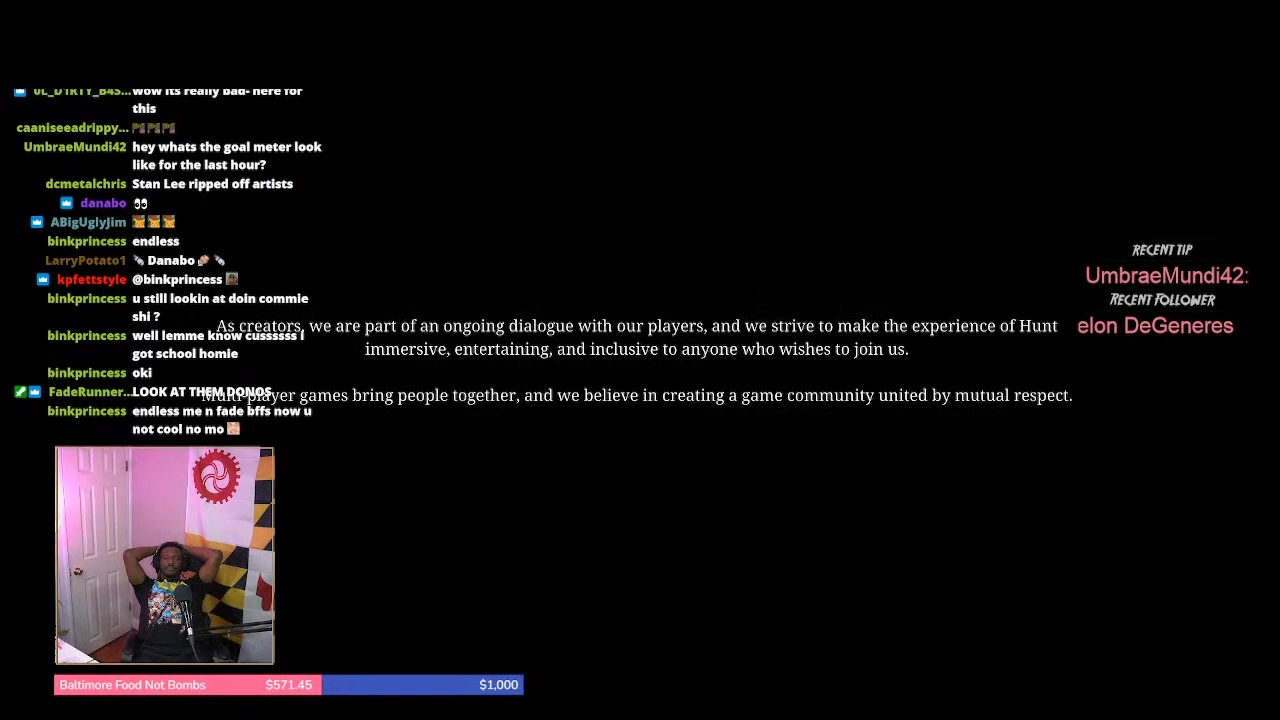 UL_D1RTY_B4S... wow its really bad- here for
this
caaniseeadrippy...
UmbraeMundi42 hey whats the goal meter look
like for the last hour?
dcmetalchris Stan Lee ripped off artists
danabo
ABigUglyJim
binkprincess endless
LarryPotato1 Danabo
kpfettstyle @binkprincess
binkprincess u still lookin at doin commie
shi ?
binkprincess well lemme know cussssss i
got school homie
binkprincess oki
FadeRunner... LOOK AT THEM DONOS
binkprincess endless me n fade bffs now u
not cool no mo
As creators, we are part of an ongoing dialogue with our players, and we strive to make the experience of Hunt
immersive, entertaining, and inclusive to anyone who wishes to join us.
Multi-player games bring people together, and we believe in creating a game community united by mutual respect.
RECENT TIP
UmbraeMundi42:
RECENT FOLLOWER
elon DeGeneres
Baltimore Food Not Bombs $571.45 $1,000